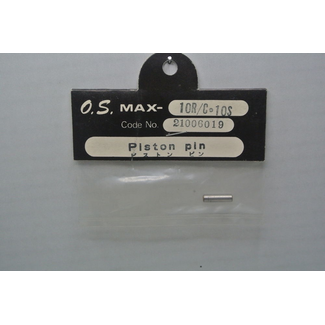 O.S. MAX- 10R/C=10S
Code No. 21006019
Piston pin
ピストン ピン